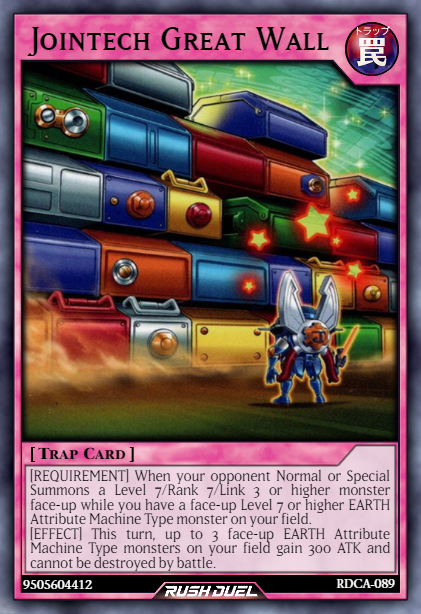 Jointech Great Wall
トラップ
罠
[ Trap Card ]
[REQUIREMENT] When your opponent Normal or Special
Summons a Level 7/Rank 7/Link 3 or higher monster
face-up while you have a face-up Level 7 or higher EARTH
Attribute Machine Type monster on your field.
[EFFECT] This turn, up to 3 face-up EARTH Attribute
Machine Type monsters on your field gain 300 ATK and
cannot be destroyed by battle.
9505604412
RUSH DUEL
RDCA-089